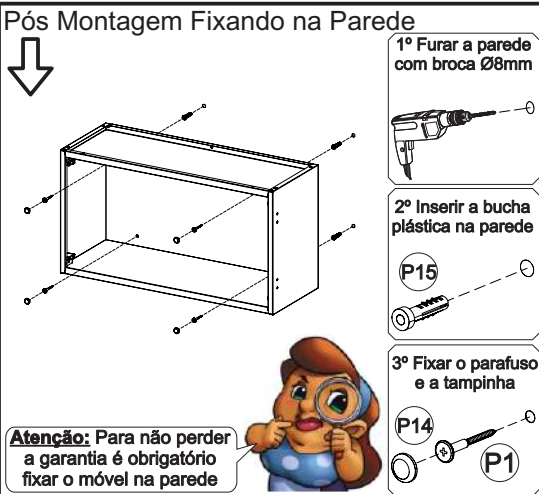 Pós Montagem Fixando na Parede
1º Furar a parede
com broca Ø8mm
2º Inserir a bucha
plástica na parede
P15
3º Fixar o parafuso
e a tampinha
P14
P1
Atenção: Para não perder
a garantia é obrigatório
fixar o móvel na parede